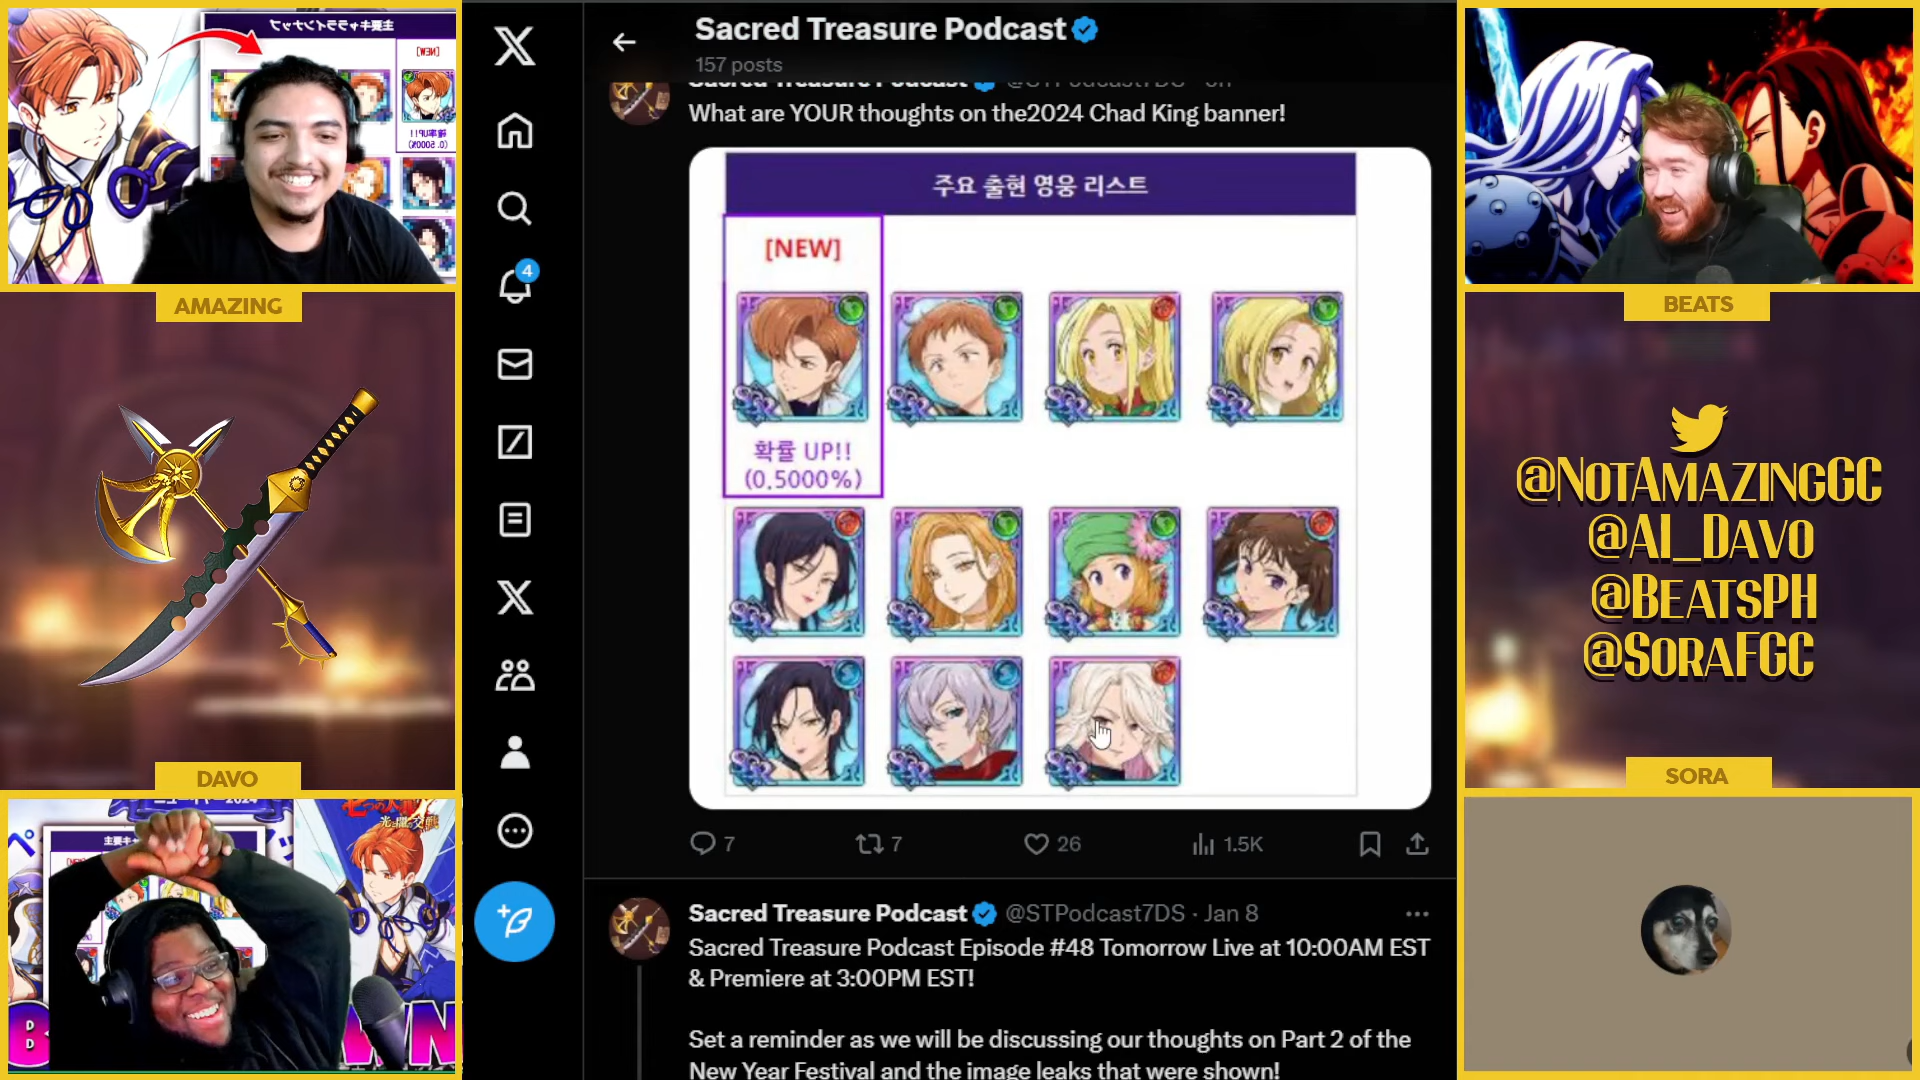 Sacred Treasure Podcast
157 posts
What are YOUR thoughts on the2024 Chad King banner!
주요 출현 영웅 리스트
[NEW]
확률 UP!!
(0.5000%)
7
7
26
1.5K
Sacred Treasure Podcast @STPodcast7DS · Jan 8
Sacred Treasure Podcast Episode #48 Tomorrow Live at 10:00AM EST
& Premiere at 3:00PM EST!
Set a reminder as we will be discussing our thoughts on Part 2 of the
New Year Festival and the image leaks that were shown!
4
AMAZING
DAVO
BEATS
@NotAmazingGC
@AI_Davo
@BeatsPH
@SoraFGC
SORA